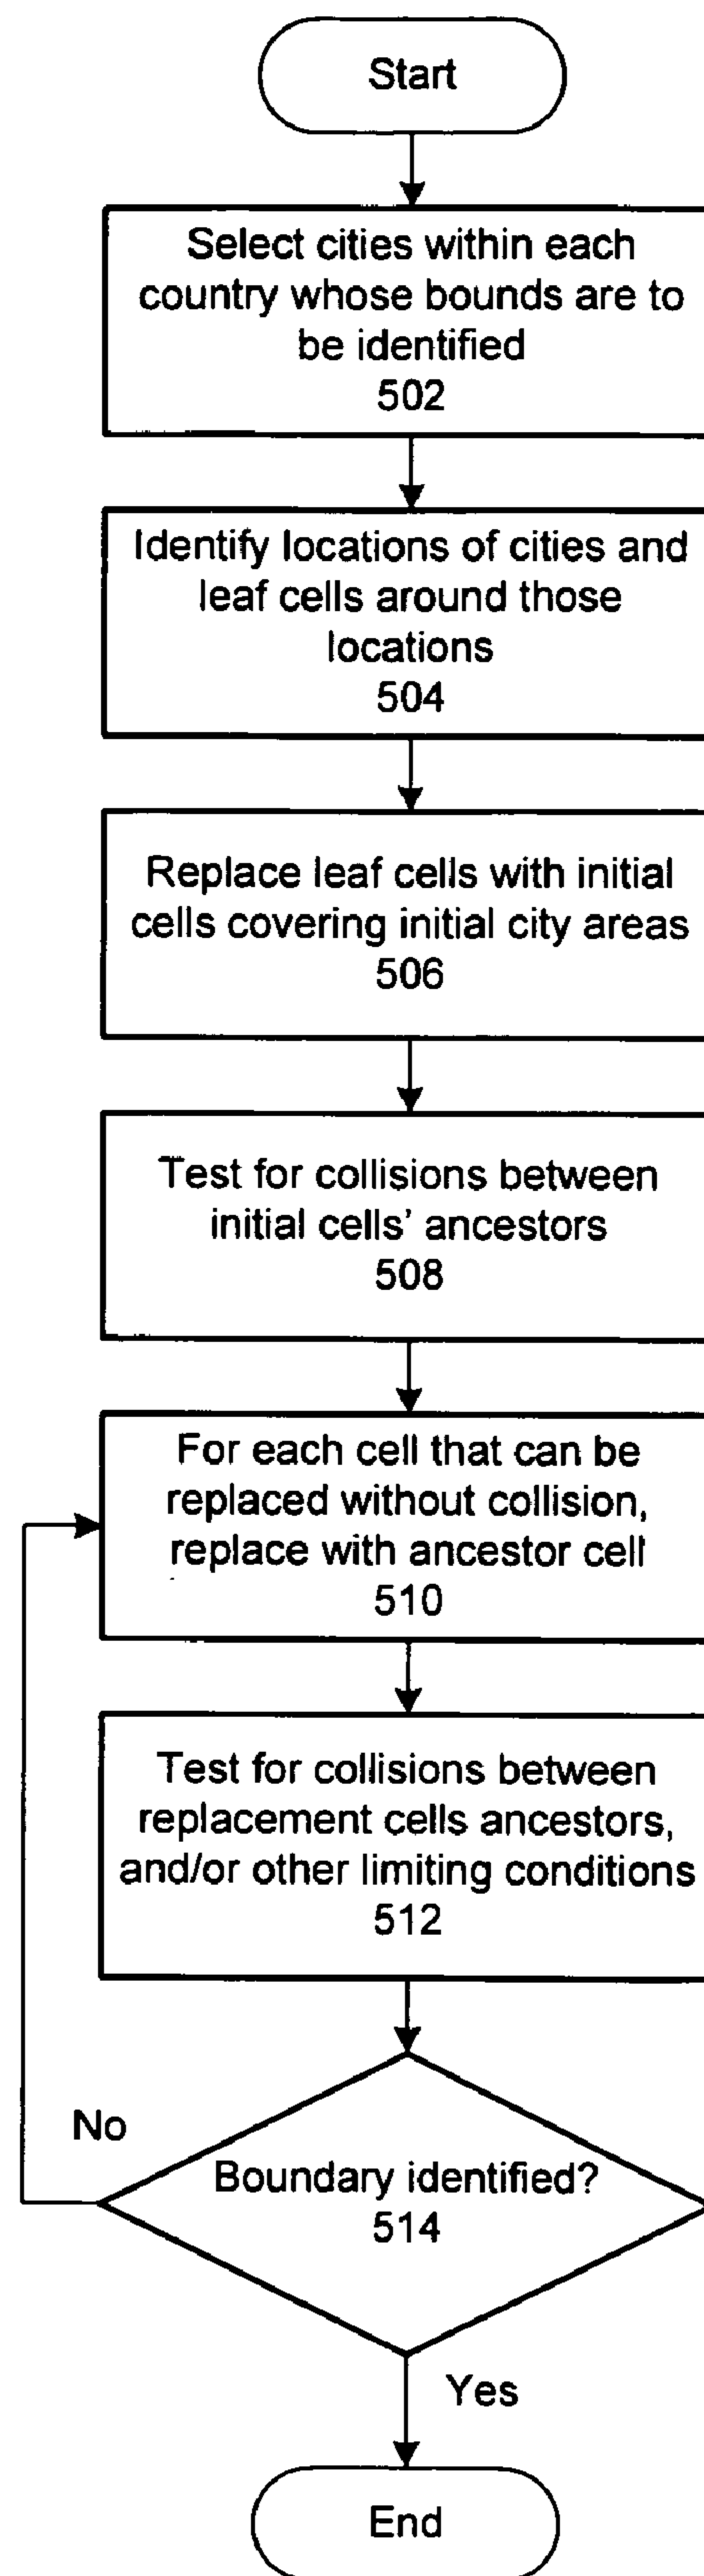 Start
Select cities within each
country whose bounds are to
be identified
502
Identify locations of cities and
leaf cells around those
locations
504
Replace leaf cells with initial
cells covering initial city areas
506
Test for collisions between
initial cells' ancestors
508
For each cell that can be
replaced without collision,
replace with ancestor cell
510
Test for collisions between
replacement cells ancestors,
and/or other limiting conditions
512
No
Boundary identified?
514
Yes
End